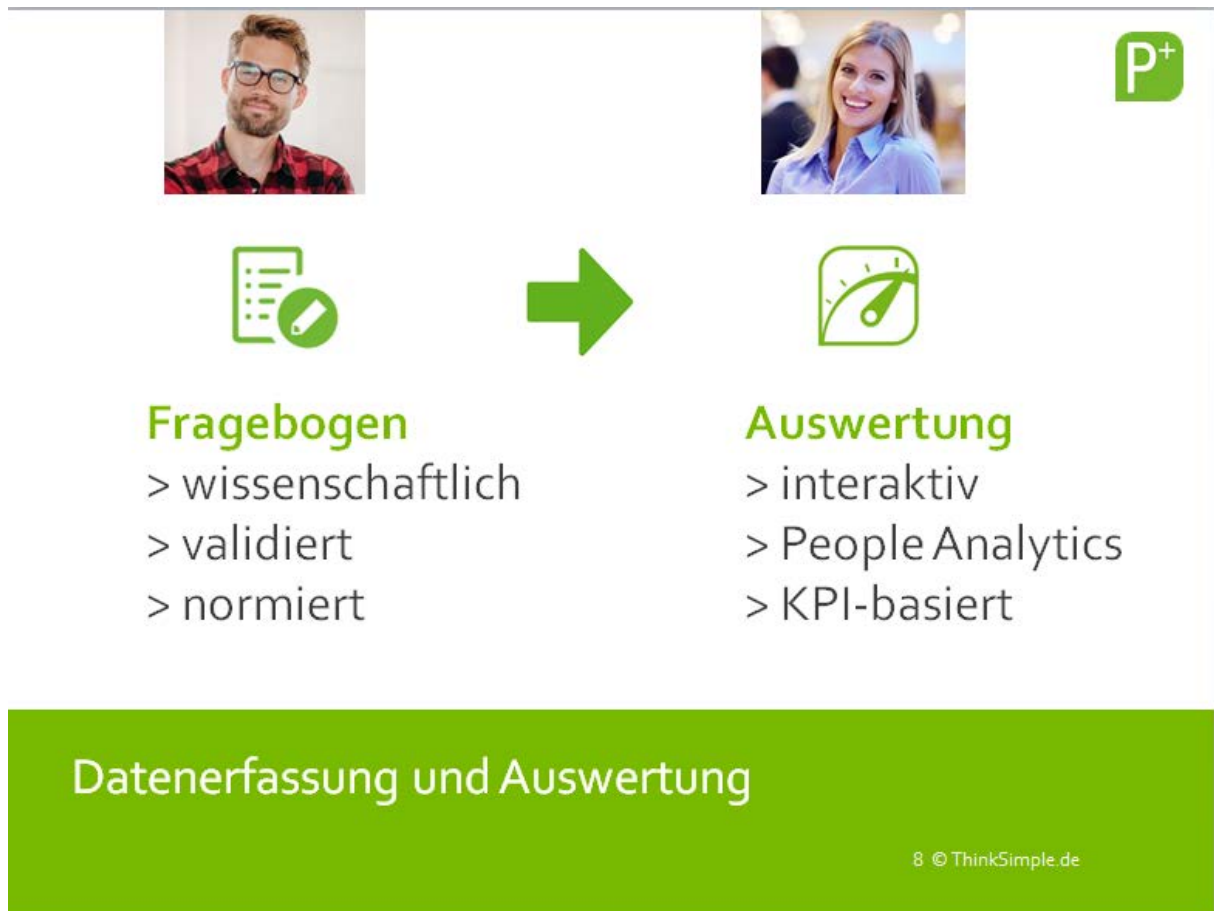 P+
Fragebogen
> wissenschaftlich
> validiert
> normiert
Auswertung
> interaktiv
> People Analytics
> KPI-basiert
Datenerfassung und Auswertung
8 © ThinkSimple.de